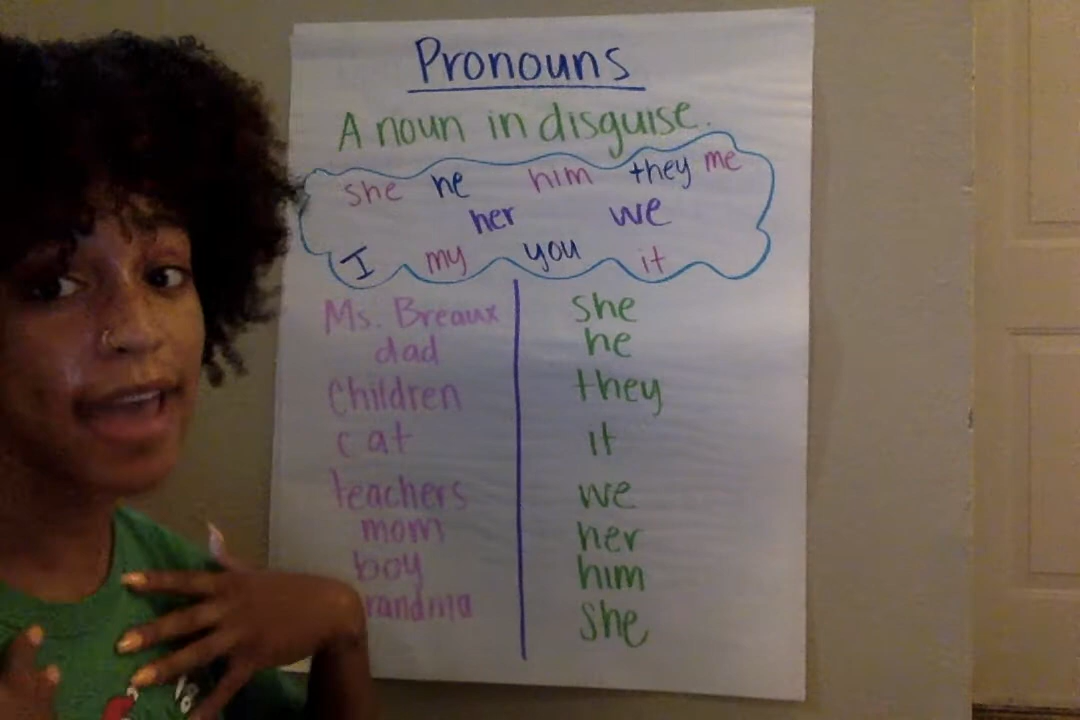 Pronouns
A noun in disguise.
she he him they me
her we
I my you it
Ms. Breaux she
dad he
Children they
cat it
teachers we
mom her
boy him
randma she